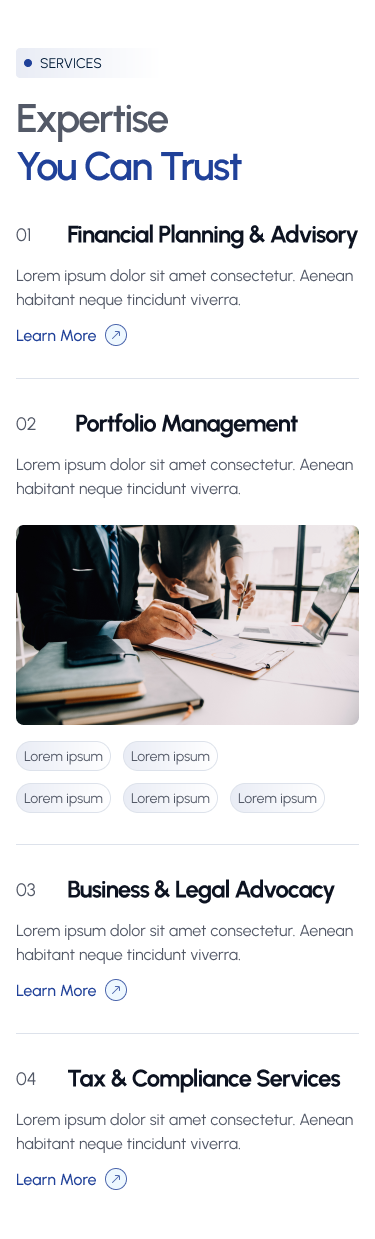 SERVICES
Expertise
You Can Trust
01 Financial Planning & Advisory
Lorem ipsum dolor sit amet consectetur. Aenean
habitant neque tincidunt viverra.
Learn More
02 Portfolio Management
Lorem ipsum dolor sit amet consectetur. Aenean
habitant neque tincidunt viverra.
Lorem ipsum Lorem ipsum
Lorem ipsum Lorem ipsum Lorem ipsum
03 Business & Legal Advocacy
Lorem ipsum dolor sit amet consectetur. Aenean
habitant neque tincidunt viverra.
Learn More
04 Tax & Compliance Services
Lorem ipsum dolor sit amet consectetur. Aenean
habitant neque tincidunt viverra.
Learn More